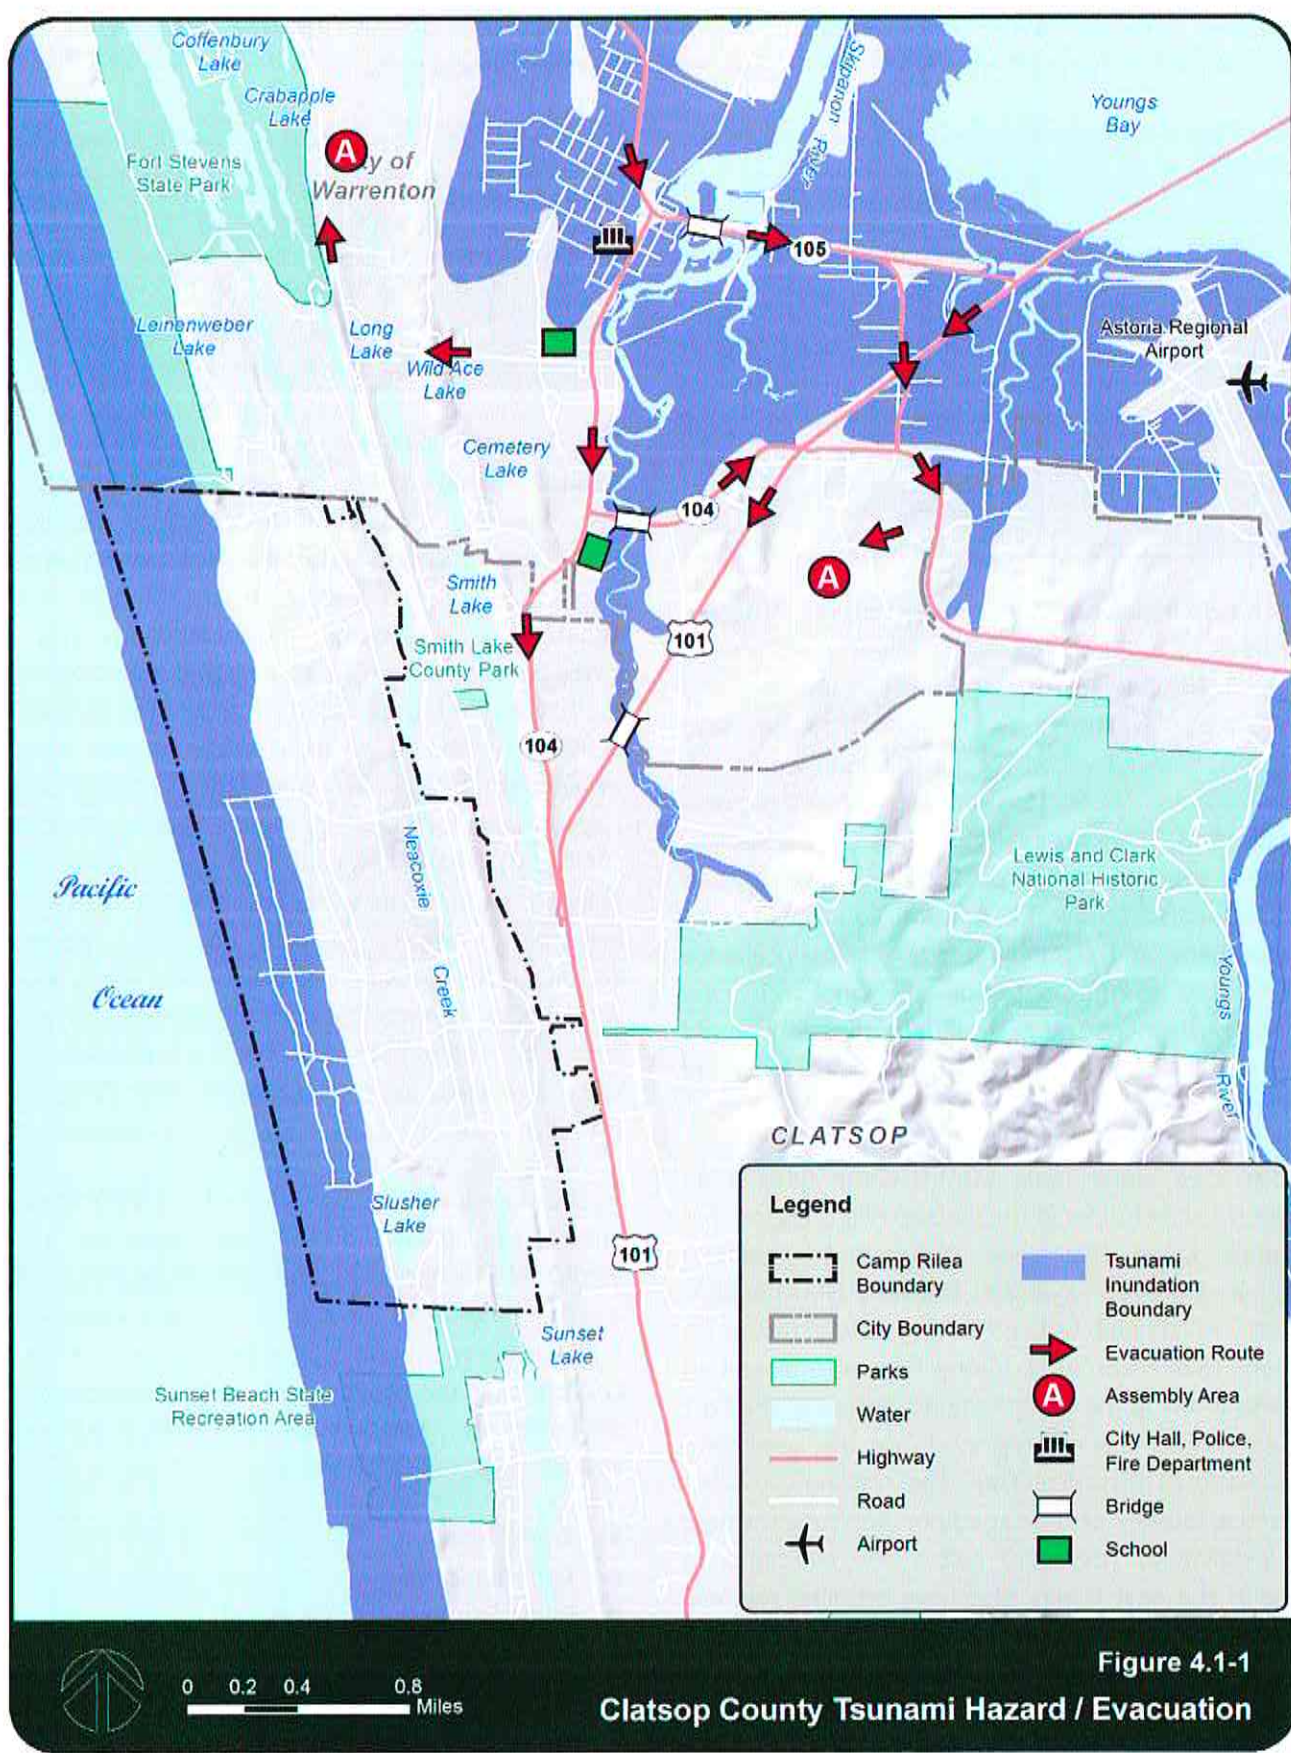 Coffenbury
Lake
Crabapple
Lake
Fort Stevens
State Park
A
y of
Warrenton
Skipanon River
Youngs
Bay
105
Leinenweber
Lake
Long
Lake
Wild Ace
Lake
Astoria Regional
Airport
Cemetery
Lake
104
A
Smith
Lake
Smith Lake
County Park
101
104
Neacoxie
Creek
Pacific
Ocean
Lewis and Clark
National Historic
Park
Youngs
River
CLATSOP
Slusher
Lake
101
Sunset
Lake
Sunset Beach State
Recreation Area
Legend
Camp Rilea
Boundary
City Boundary
Parks
Water
Highway
Road
Airport
Tsunami
Inundation
Boundary
Evacuation Route
A
Assembly Area
City Hall, Police,
Fire Department
Bridge
School
0 0.2 0.4 0.8
Miles
Figure 4.1-1
Clatsop County Tsunami Hazard / Evacuation